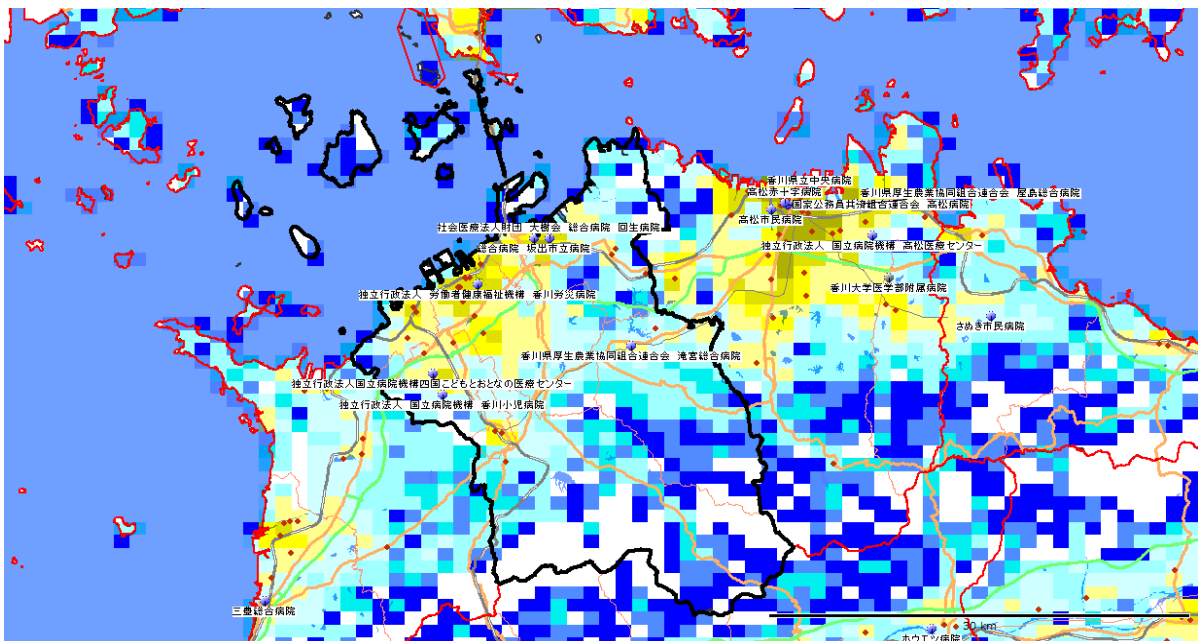 香川県立中央病院
高松赤十字病院
香川県厚生農業協同組合連合会 屋島総合病院
国家公務員共済組合連合会 高松病院
高松市民病院
社会医療法人財団 大樹会 総合病院 回生病院
総合病院 坂出市立病院
独立行政法人 国立病院機構 高松医療センター
香川大学医学部附属病院
独立行政法人 労働者健康福祉機構 香川労災病院
さぬき市民病院
香川県厚生農業協同組合連合会 滝宮総合病院
独立行政法人国立病院機構四国こどもとおとなの医療センター
独立行政法人 国立病院機構 香川小児病院
三豊総合病院
30 km
ホウエツ病院